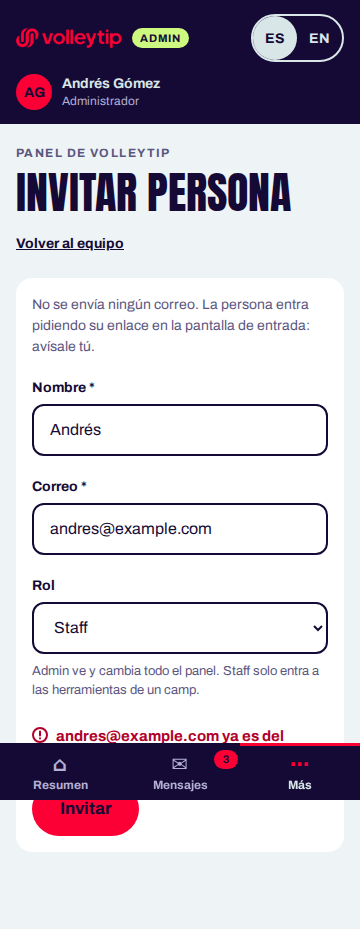 volleytip ADMIN ES EN
AG Andrés Gómez
Administrador
PANEL DE VOLLEYTIP
INVITAR PERSONA
Volver al equipo
No se envía ningún correo. La persona entra
pidiendo su enlace en la pantalla de entrada:
avísale tú.
Nombre *
Andrés
Correo *
andres@example.com
Rol
Staff
Admin ve y cambia todo el panel. Staff solo entra a
las herramientas de un camp.
andres@example.com ya es del
3
Resumen Mensajes Más
Invitar